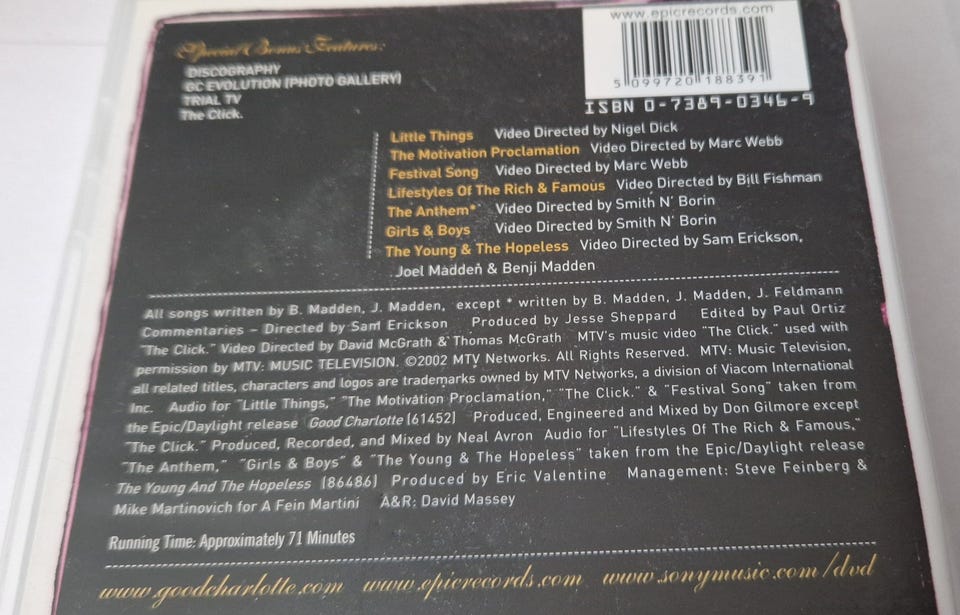 www.epicrecords.com
Special Bonus Features:
DISCOGRAPHY
GC EVOLUTION (PHOTO GALLERY)
TRIAL TV
The Click.
5 099720 188391
ISBN 0-7389-0346-9
Little Things Video Directed by Nigel Dick
The Motivation Proclamation Video Directed by Marc Webb
Festival Song Video Directed by Marc Webb
Lifestyles Of The Rich & Famous Video Directed by Bill Fishman
The Anthem* Video Directed by Smith N' Borin
Girls & Boys Video Directed by Smith N' Borin
The Young & The Hopeless Video Directed by Sam Erickson,
Joel Madden & Benji Madden
All songs written by B. Madden, J. Madden, except * written by B. Madden, J. Madden, J. Feldmann
Commentaries – Directed by Sam Erickson Produced by Jesse Sheppard Edited by Paul Ortiz
"The Click." Video Directed by David McGrath & Thomas McGrath MTV's music video "The Click." used with
permission by MTV: MUSIC TELEVISION. ©2002 MTV Networks. All Rights Reserved. MTV: Music Television,
all related titles, characters and logos are trademarks owned by MTV Networks, a division of Viacom International
Inc. Audio for "Little Things," "The Motivation Proclamation," "The Click." & "Festival Song" taken from
the Epic/Daylight release Good Charlotte (61452) Produced, Engineered and Mixed by Don Gilmore except
"The Click." Produced, Recorded, and Mixed by Neal Avron Audio for "Lifestyles Of The Rich & Famous,"
"The Anthem," "Girls & Boys" & "The Young & The Hopeless" taken from the Epic/Daylight release
The Young And The Hopeless (86486) Produced by Eric Valentine Management: Steve Feinberg &
Mike Martinovich for A Fein Martini A&R: David Massey
Running Time: Approximately 71 Minutes
www.goodcharlotte.com www.epicrecords.com www.sonymusic.com/dvd